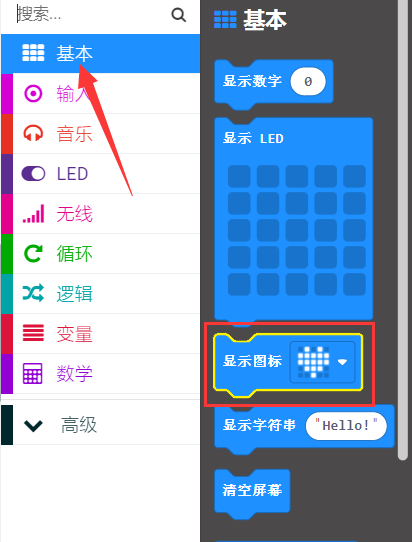 搜索...
基本
输入
音乐
LED
无线
循环
逻辑
变量
数学
高级
基本
显示数字 0
显示 LED
显示图标
显示字符串 "Hello!"
清空屏幕